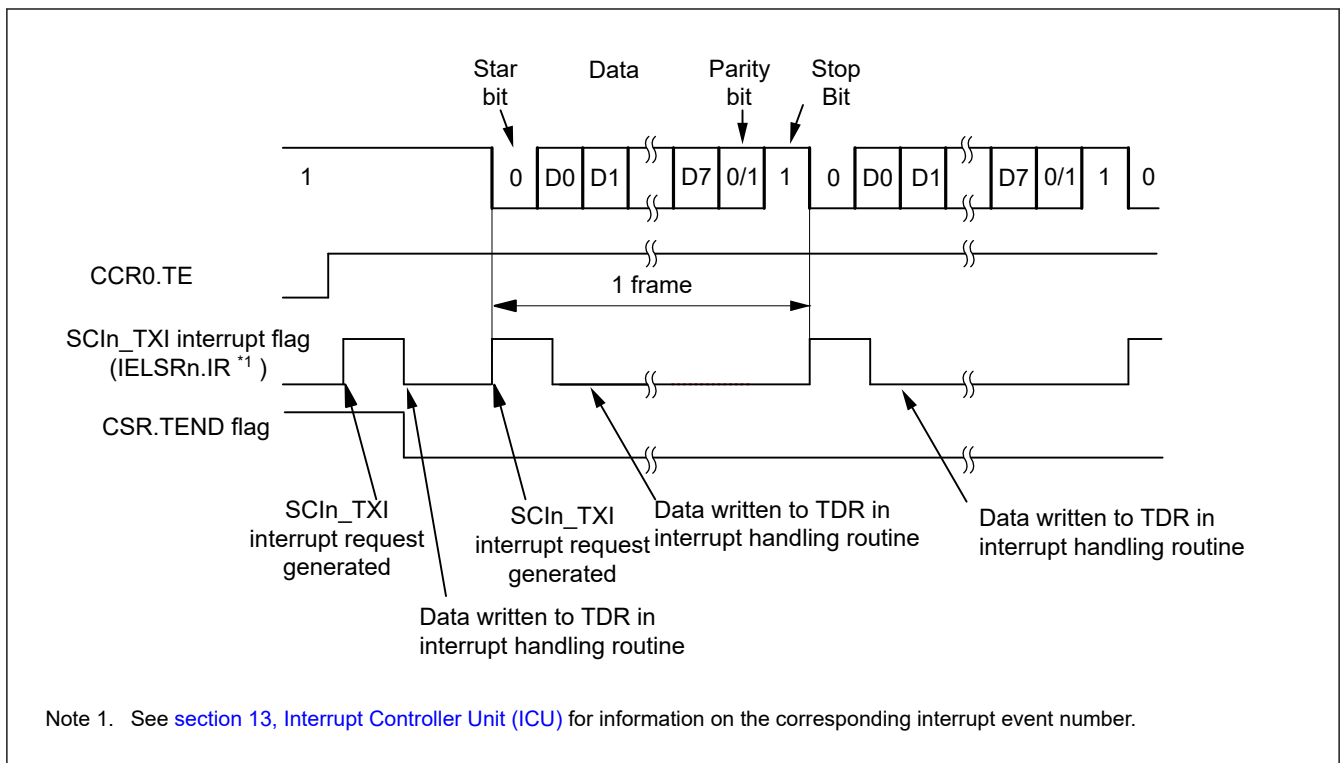 Star
bit
Data
Parity
bit
Stop
Bit
1
0 D0 D1 D7 0/1 1 0 D0 D1 D7 0/1 1 0
CCR0.TE
1 frame
SCIn_TXI interrupt flag
(IELSRn.IR *1 )
CSR.TEND flag
SCIn_TXI
interrupt request
generated
SCIn_TXI
interrupt request
generated
Data written to TDR in
interrupt handling routine
Data written to TDR in
interrupt handling routine
Data written to TDR in
interrupt handling routine
Note 1. See section 13, Interrupt Controller Unit (ICU) for information on the corresponding interrupt event number.